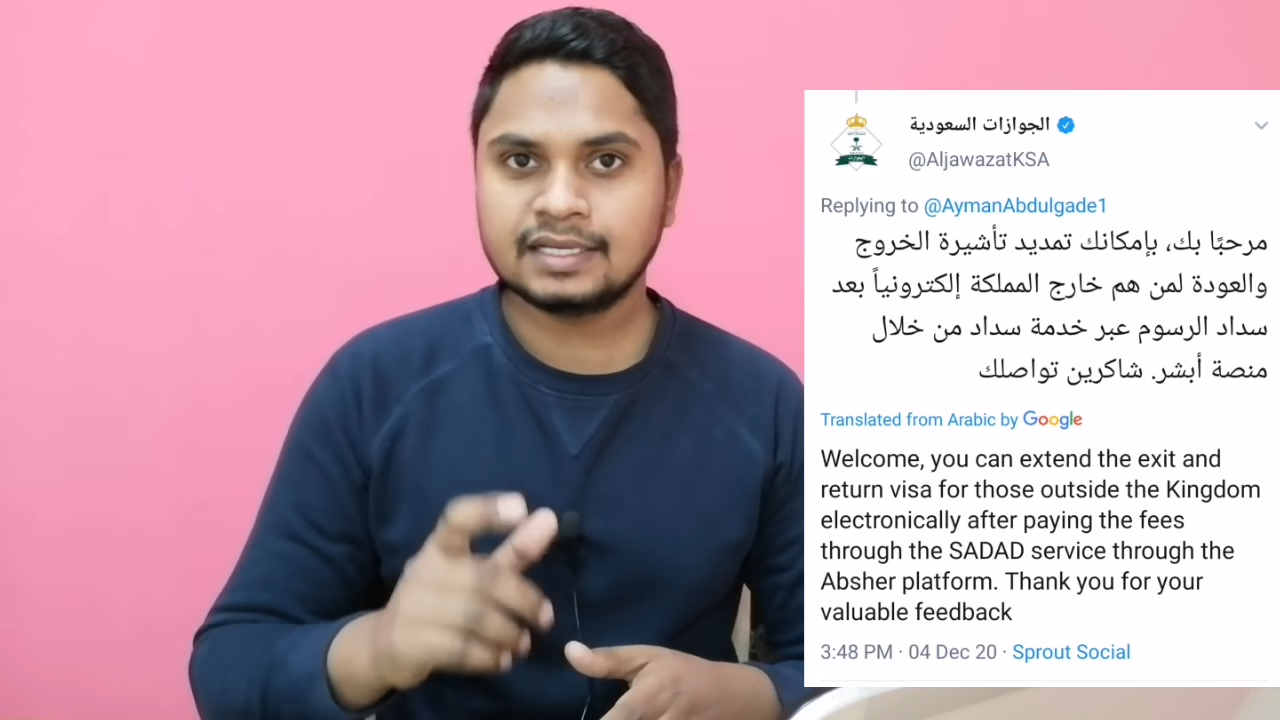 الجوازات السعودية
@AljawazatKSA
Replying to @AymanAbdulgade1
مرحبًا بك، بإمكانك تمديد تأشيرة الخروج
والعودة لمن هم خارج المملكة إلكترونياً بعد
سداد الرسوم عبر خدمة سداد من خلال
منصة أبشر. شاكرين تواصلك
Translated from Arabic by Google
Welcome, you can extend the exit and
return visa for those outside the Kingdom
electronically after paying the fees
through the SADAD service through the
Absher platform. Thank you for your
valuable feedback
3:48 PM · 04 Dec 20 · Sprout Social